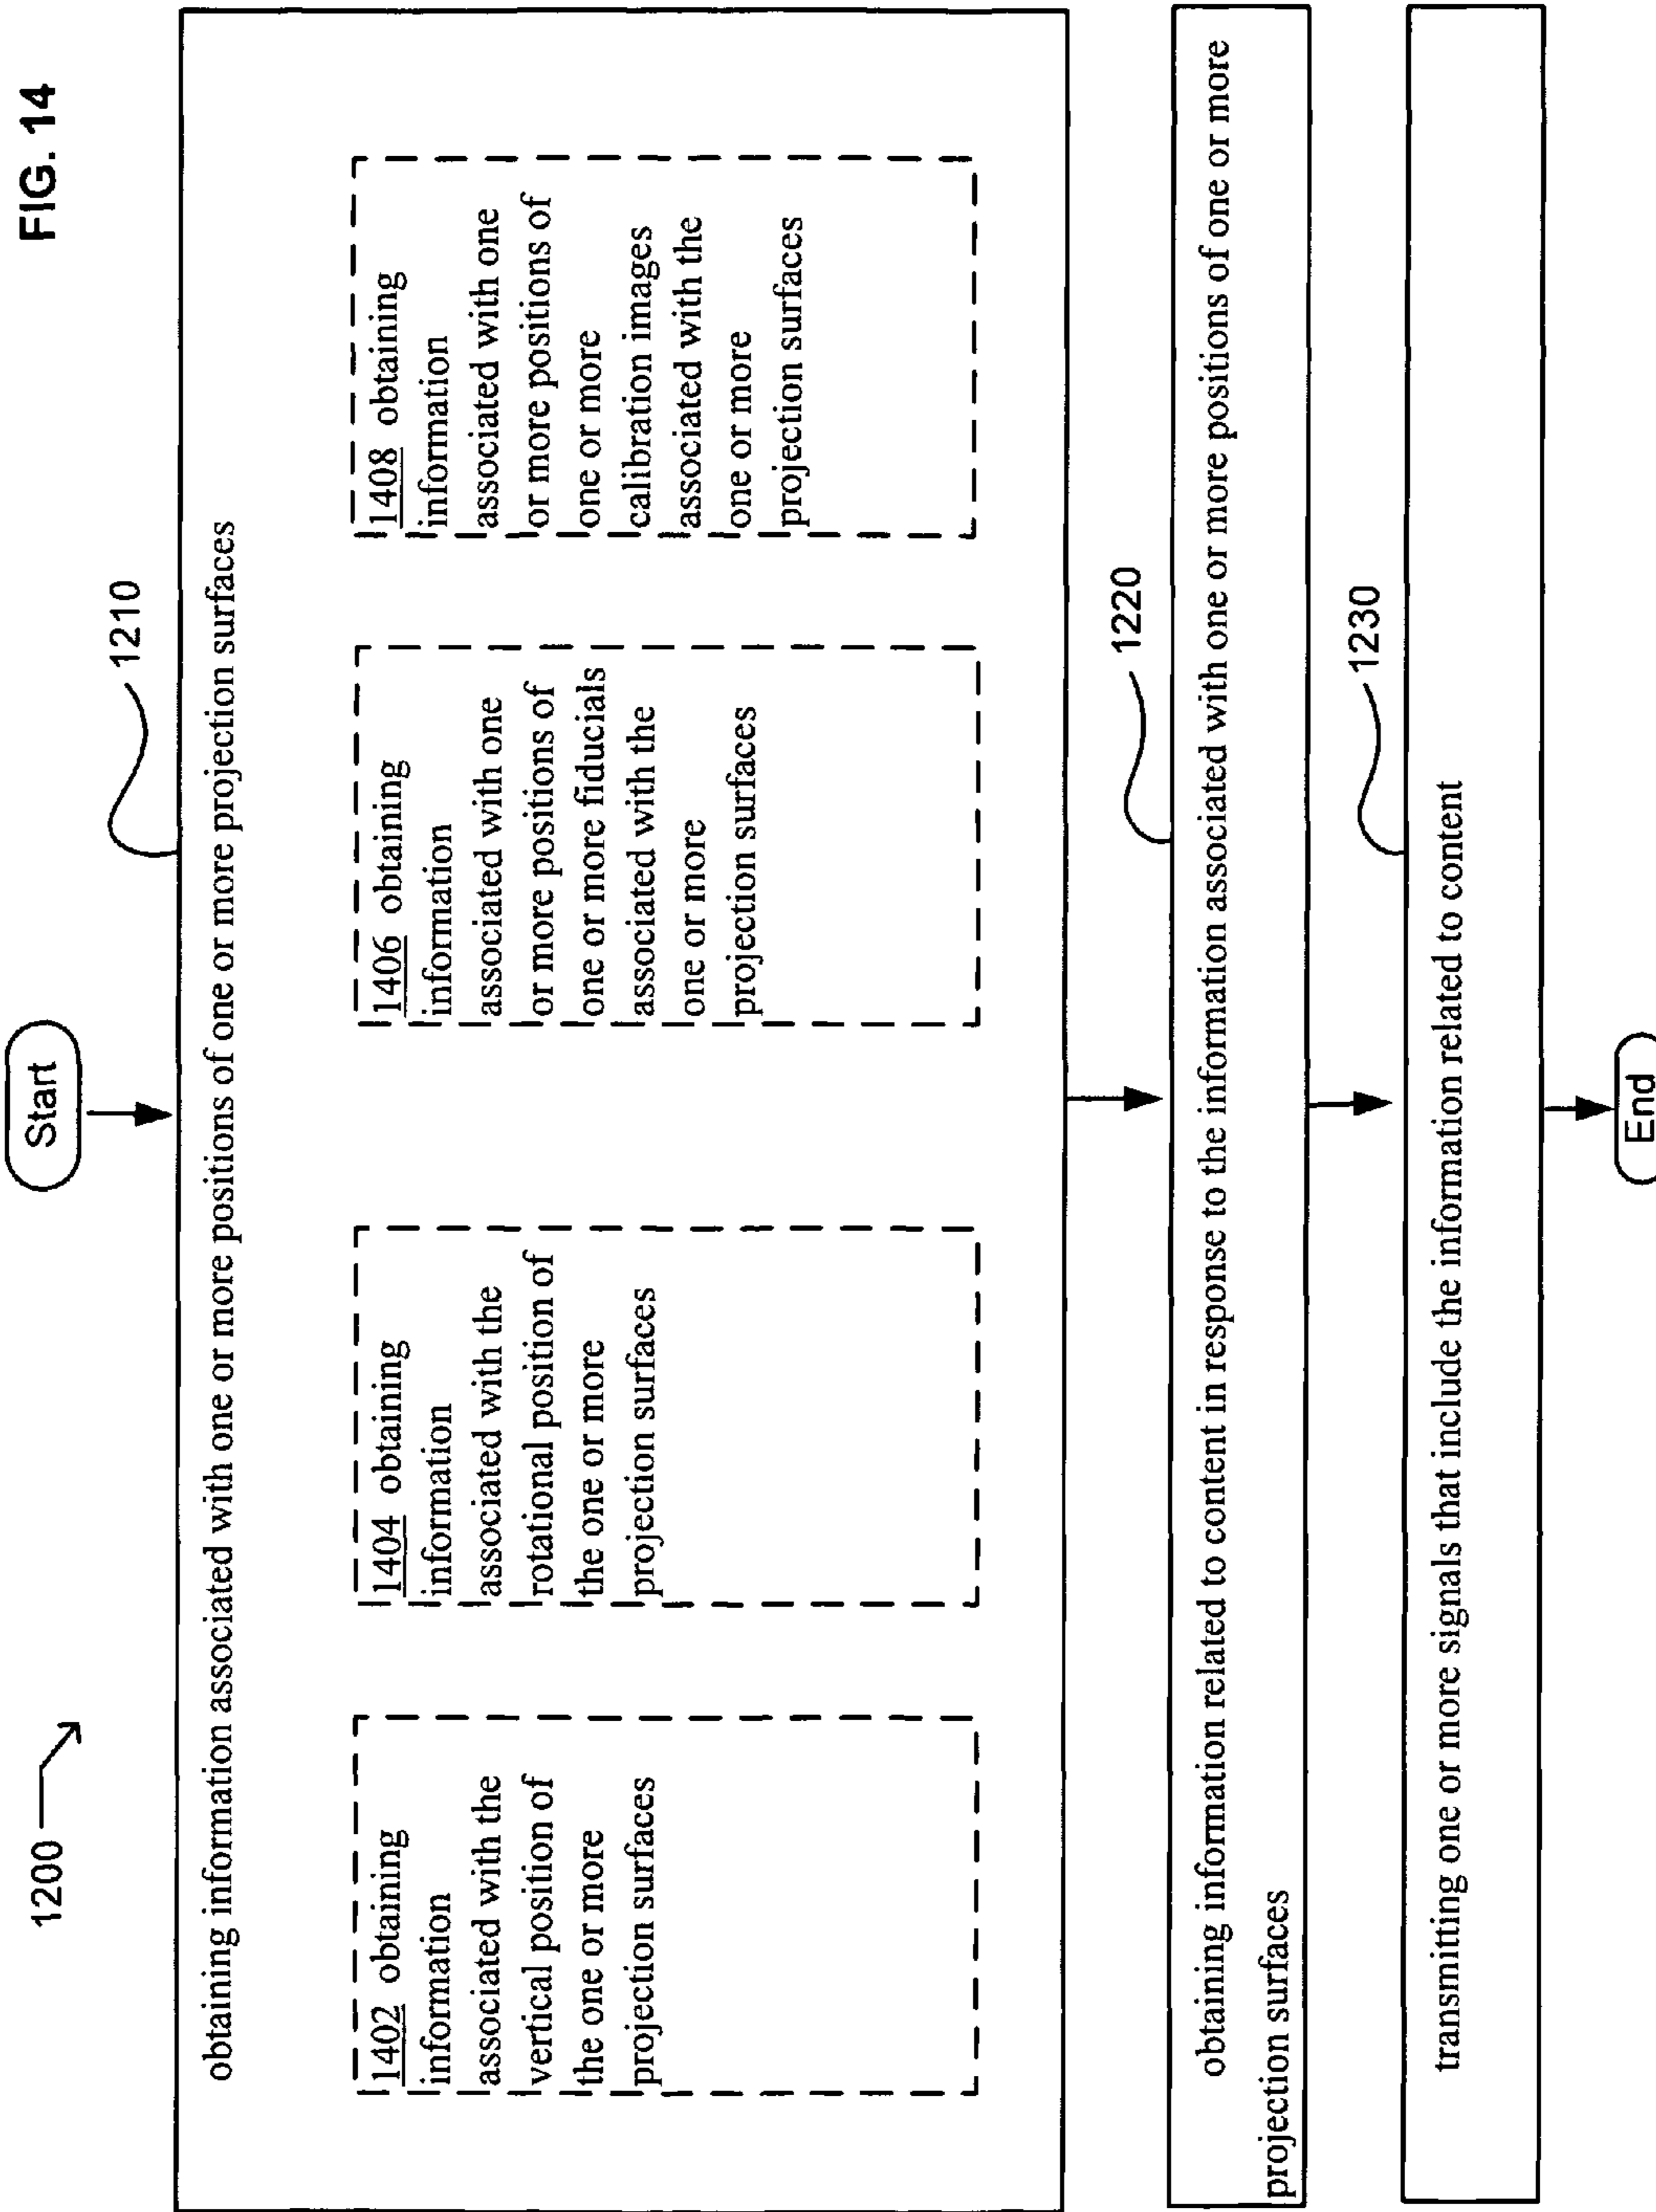 FIG. 14
1200
Start
1210
obtaining information associated with one or more positions of one or more projection surfaces
1402 obtaining
information
associated with the
vertical position of
the one or more
projection surfaces
1404 obtaining
information
associated with the
rotational position of
the one or more
projection surfaces
1406 obtaining
information
associated with one
or more positions of
one or more fiducials
associated with the
one or more
projection surfaces
1408 obtaining
information
associated with one
or more positions of
one or more
calibration images
associated with the
one or more
projection surfaces
1220
obtaining information related to content in response to the information associated with one or more positions of one or more
projection surfaces
1230
transmitting one or more signals that include the information related to content
End